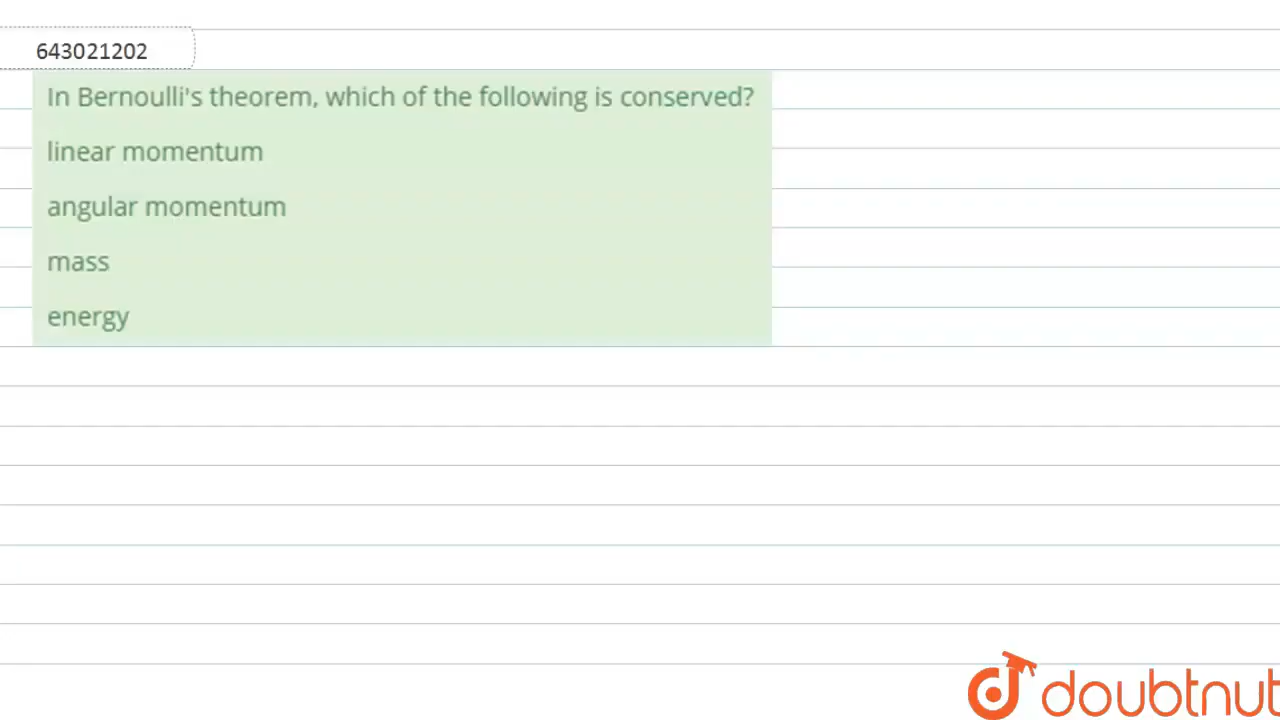 643021202
In Bernoulli's theorem, which of the following is conserved?
linear momentum
angular momentum
mass
energy
doubtnut